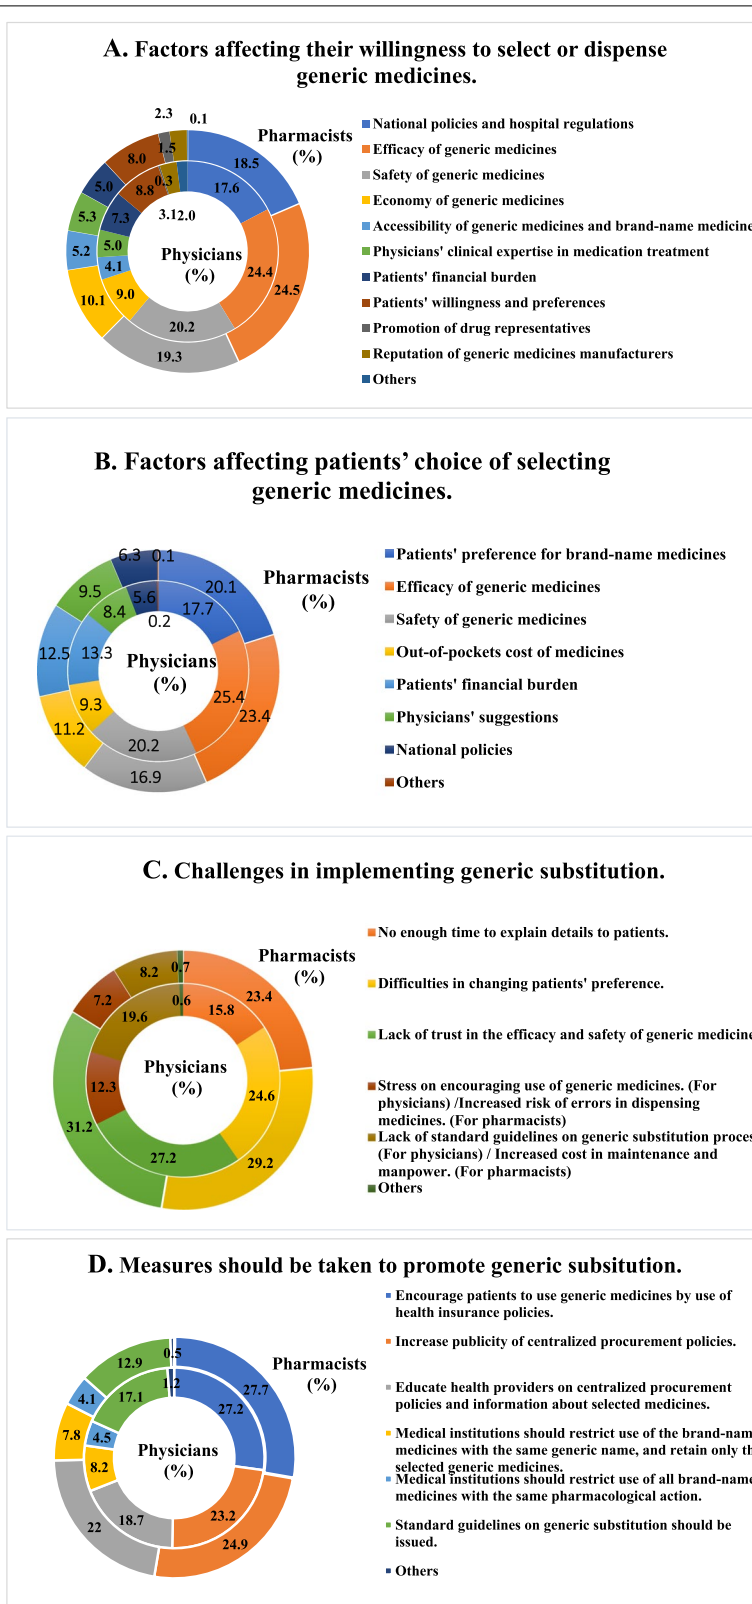 A. Factors affecting their willingness to select or dispense
generic medicines.
Pharmacists
(%)
Physicians
(%)
0.1
18.5
24.5
19.3
10.1
5.2
5.3
5.0
8.0
2.3
1.5
17.6
24.4
20.2
9.0
4.1
5.0
7.3
8.8
0.3
3.1
2.0
National policies and hospital regulations
Efficacy of generic medicines
Safety of generic medicines
Economy of generic medicines
Accessibility of generic medicines and brand-name medicine
Physicians' clinical expertise in medication treatment
Patients' financial burden
Patients' willingness and preferences
Promotion of drug representatives
Reputation of generic medicines manufacturers
Others
B. Factors affecting patients’ choice of selecting
generic medicines.
Pharmacists
(%)
Physicians
(%)
0.1
20.1
23.4
16.9
11.2
12.5
9.5
6.3
17.7
25.4
20.2
9.3
13.3
8.4
5.6
0.2
Patients' preference for brand-name medicines
Efficacy of generic medicines
Safety of generic medicines
Out-of-pockets cost of medicines
Patients' financial burden
Physicians' suggestions
National policies
Others
C. Challenges in implementing generic substitution.
Pharmacists
(%)
Physicians
(%)
0.7
23.4
29.2
31.2
7.2
8.2
0.6
15.8
24.6
27.2
12.3
19.6
No enough time to explain details to patients.
Difficulties in changing patients' preference.
Lack of trust in the efficacy and safety of generic medicine
Stress on encouraging use of generic medicines. (For
physicians) /Increased risk of errors in dispensing
medicines. (For pharmacists)
Lack of standard guidelines on generic substitution proces
(For physicians) / Increased cost in maintenance and
manpower. (For pharmacists)
Others
D. Measures should be taken to promote generic subsitution.
Pharmacists
(%)
Physicians
(%)
0.5
27.7
24.9
22
7.8
4.1
12.9
1.2
27.2
23.2
18.7
8.2
4.5
17.1
Encourage patients to use generic medicines by use of
health insurance policies.
Increase publicity of centralized procurement policies.
Educate health providers on centralized procurement
policies and information about selected medicines.
Medical institutions should restrict use of the brand-nam
medicines with the same generic name, and retain only th
selected generic medicines.
Medical institutions should restrict use of all brand-name
medicines with the same pharmacological action.
Standard guidelines on generic substitution should be
issued.
Others